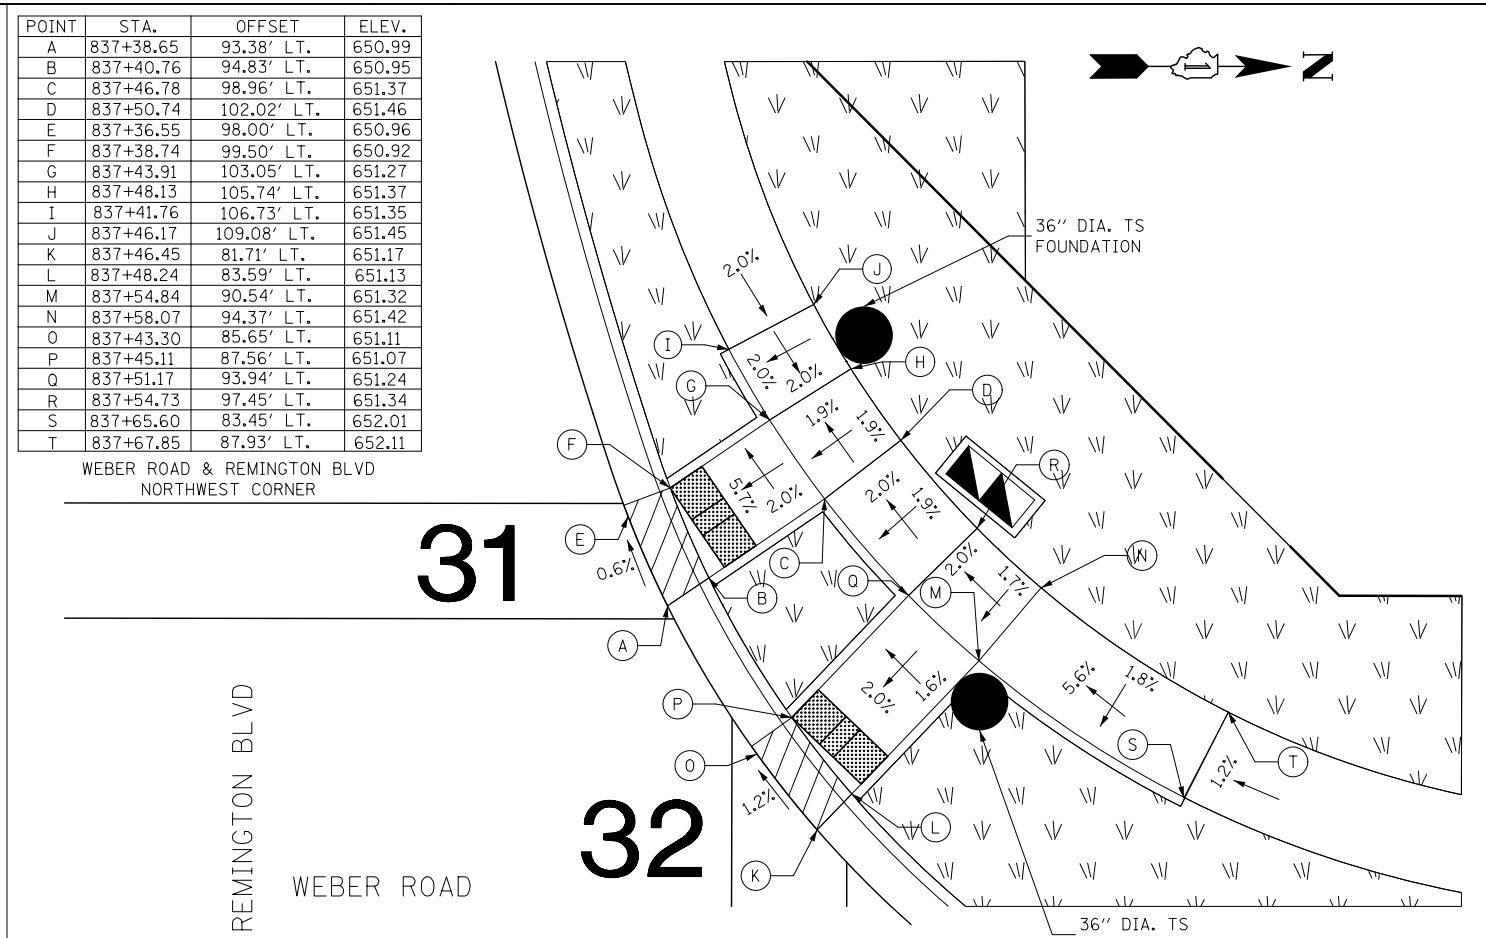 POINT STA. OFFSET ELEV.
A 837+38.65 93.38' LT. 650.99
B 837+40.76 94.83' LT. 650.95
C 837+46.78 98.96' LT. 651.37
D 837+50.74 102.02' LT. 651.46
E 837+36.55 98.00' LT. 650.96
F 837+38.74 99.50' LT. 650.92
G 837+43.91 103.05' LT. 651.27
H 837+48.13 105.74' LT. 651.37
I 837+41.76 106.73' LT. 651.35
J 837+46.17 109.08' LT. 651.45
K 837+46.45 81.71' LT. 651.17
L 837+48.24 83.59' LT. 651.13
M 837+54.84 90.54' LT. 651.32
N 837+58.07 94.37' LT. 651.42
O 837+43.30 85.65' LT. 651.11
P 837+45.11 87.56' LT. 651.07
Q 837+51.17 93.94' LT. 651.24
R 837+54.73 97.45' LT. 651.34
S 837+65.60 83.45' LT. 652.01
T 837+67.85 87.93' LT. 652.11
WEBER ROAD & REMINGTON BLVD
NORTHWEST CORNER
N
36" DIA. TS
FOUNDATION
2.0%
J
I
2.0%
2.0%
H
G
D
1.9%
1.9%
F
R
5.7%
2.0%
2.0%
1.9%
31
E
0.6%
C
B
Q
M
2.0%
1.7%
N
A
P
2.0%
1.6%
5.6%
1.8%
S
T
O
1.2%
1.2%
32
L
K
REMINGTON BLVD
WEBER ROAD
36" DIA. TS